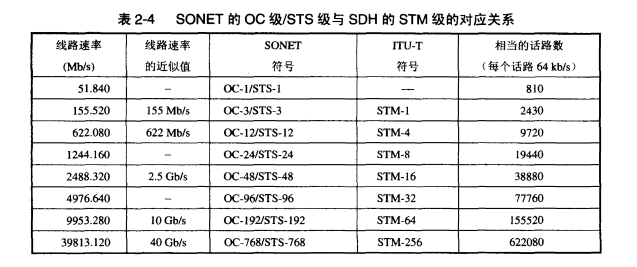 表 2-4 SONET 的 OC 级/STS 级与 SDH 的 STM 级的对应关系
线路速率 线路速率 SONET ITU-T 相当的话路数
(Mb/s) 的近似值 符号 符号 (每个话路 64 kb/s)
51.840 – OC-1/STS-1 — 810
155.520 155 Mb/s OC-3/STS-3 STM-1 2430
622.080 622 Mb/s OC-12/STS-12 STM-4 9720
1244.160 – OC-24/STS-24 STM-8 19440
2488.320 2.5 Gb/s OC-48/STS-48 STM-16 38880
4976.640 – OC-96/STS-96 STM-32 77760
9953.280 10 Gb/s OC-192/STS-192 STM-64 155520
39813.120 40 Gb/s OC-768/STS-768 STM-256 622080